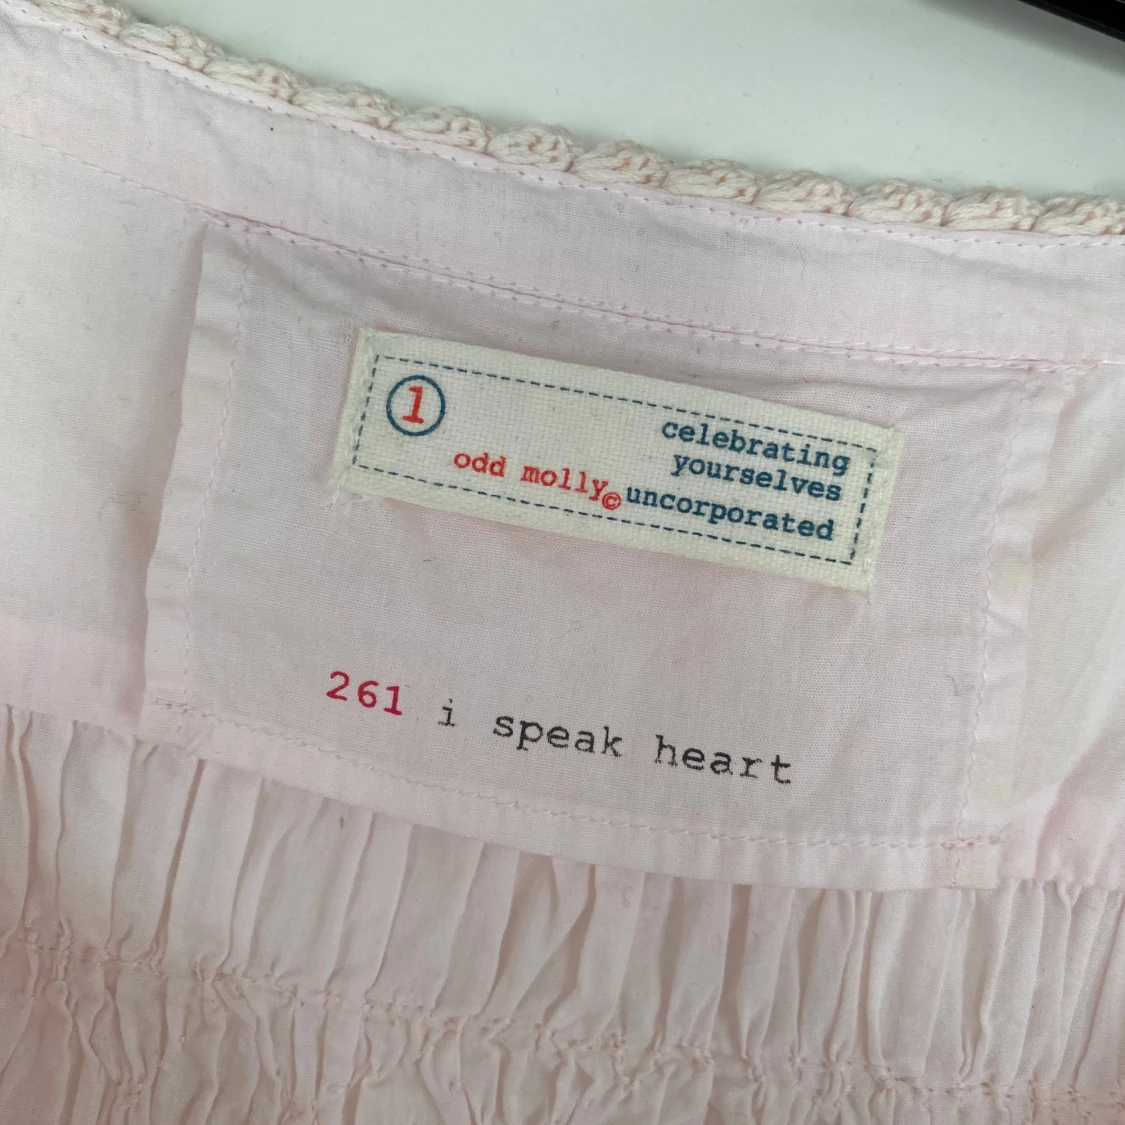 1
celebrating
yourselves
odd molly© uncorporated
261 i speak heart